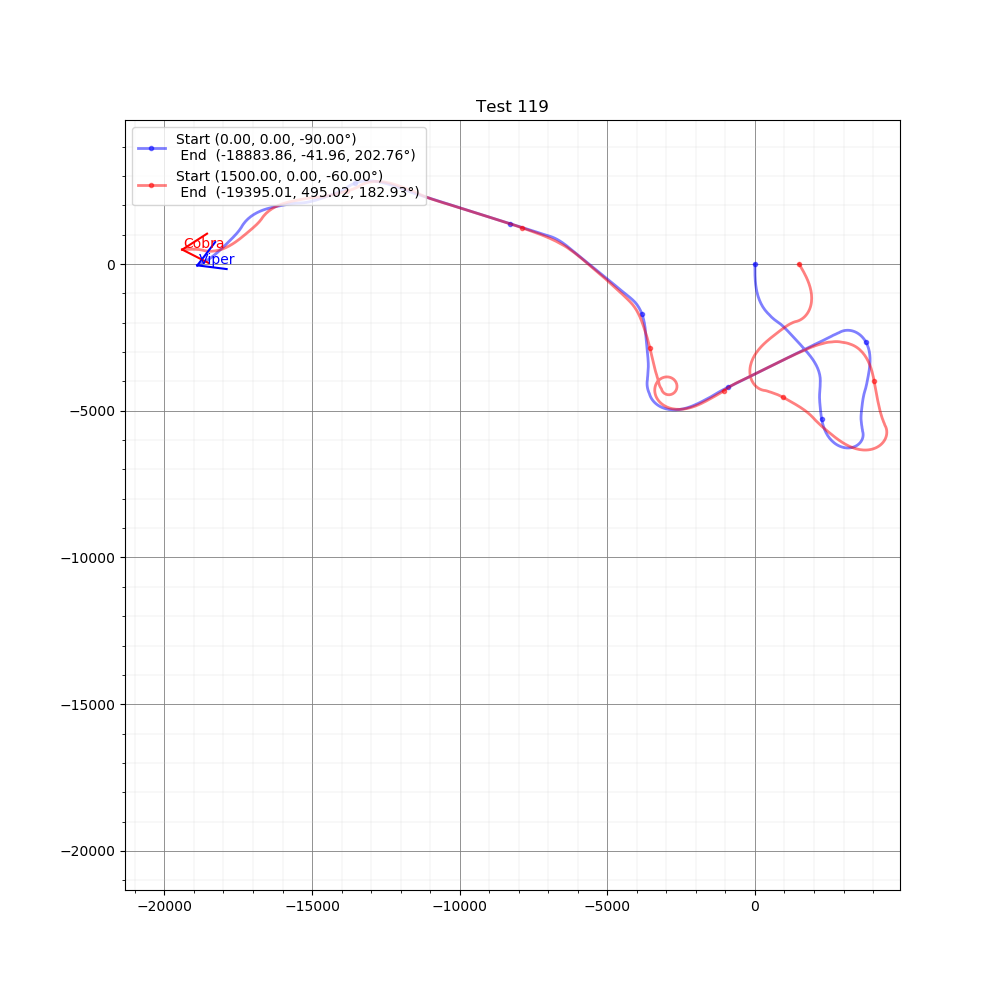 Test 119
Start (0.00, 0.00, -90.00°)
End  (-18883.86, -41.96, 202.76°)
Start (1500.00, 0.00, -60.00°)
End  (-19395.01, 495.02, 182.93°)
Cobra
Viper
0
−5000
−10000
−15000
−20000
−20000 −15000 −10000 −5000 0